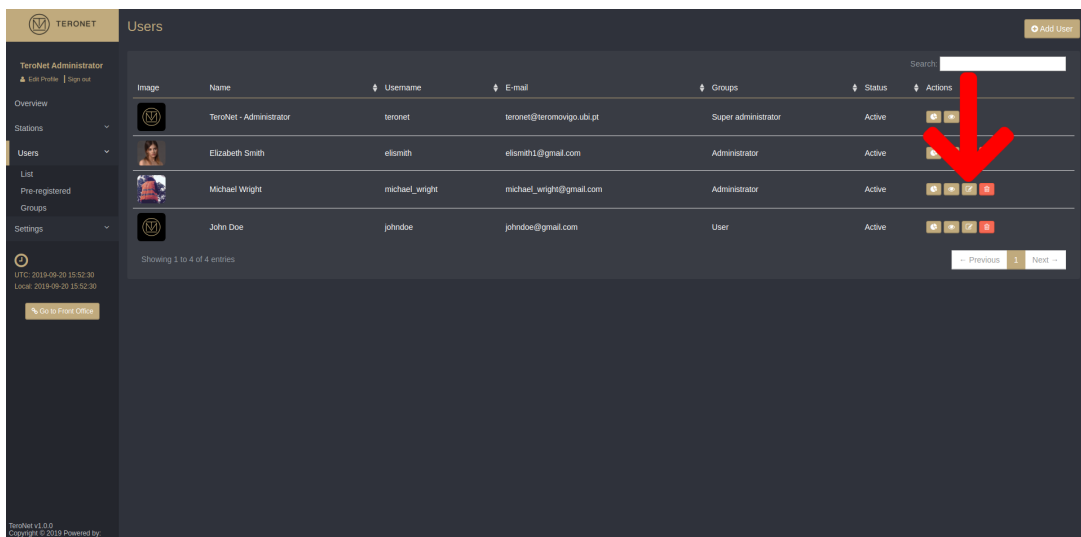 TERONET
Users
Add User
TeroNet Administrator
Edit Profile | Sign out
Overview
Stations
Users
List
Pre-registered
Groups
Settings
UTC: 2019-09-20 15:52:30
Local: 2019-09-20 15:52:30
Go to Front Office
TeroNet v1.0.0
Copyright © 2019 Powered by:
Search:
Image Name Username E-mail Groups Status Actions
TeroNet - Administrator teronet teronet@teromovigo.ubi.pt Super administrator Active
Elizabeth Smith elismith elismith1@gmail.com Administrator Active
Michael Wright michael_wright michael_wright@gmail.com Administrator Active
John Doe johndoe johndoe@gmail.com User Active
Showing 1 to 4 of 4 entries
← Previous 1 Next →